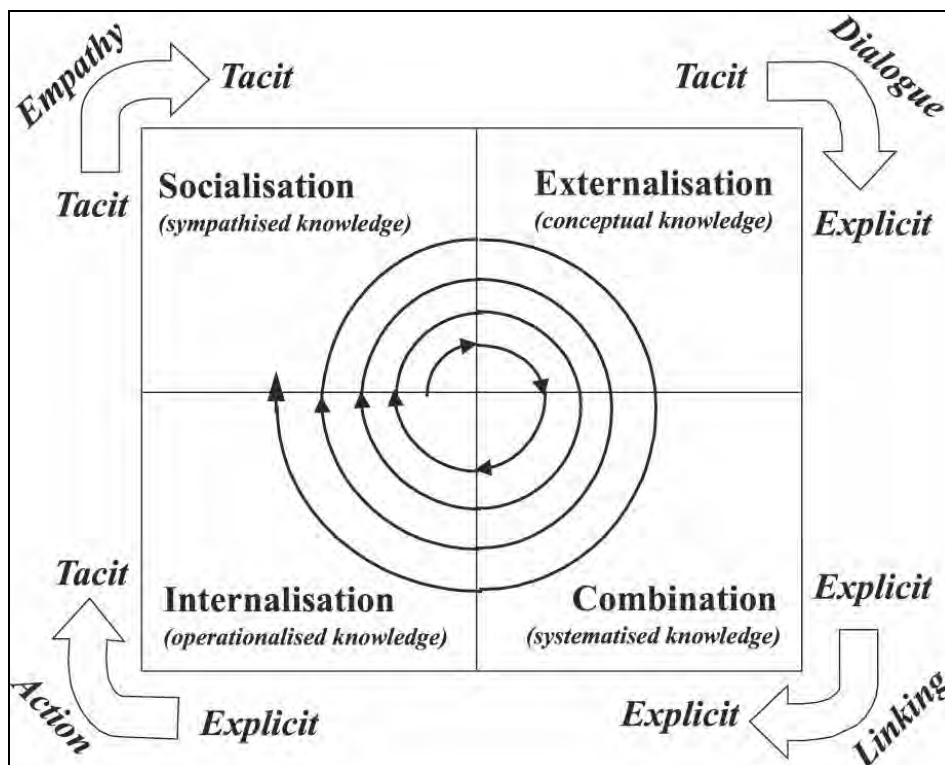 Empathy
Tacit
Tacit
Dialogue
Tacit
Explicit
Socialisation
(sympathised knowledge)
Externalisation
(conceptual knowledge)
Internalisation
(operationalised knowledge)
Combination
(systematised knowledge)
Tacit
Action
Explicit
Explicit
Explicit
Linking